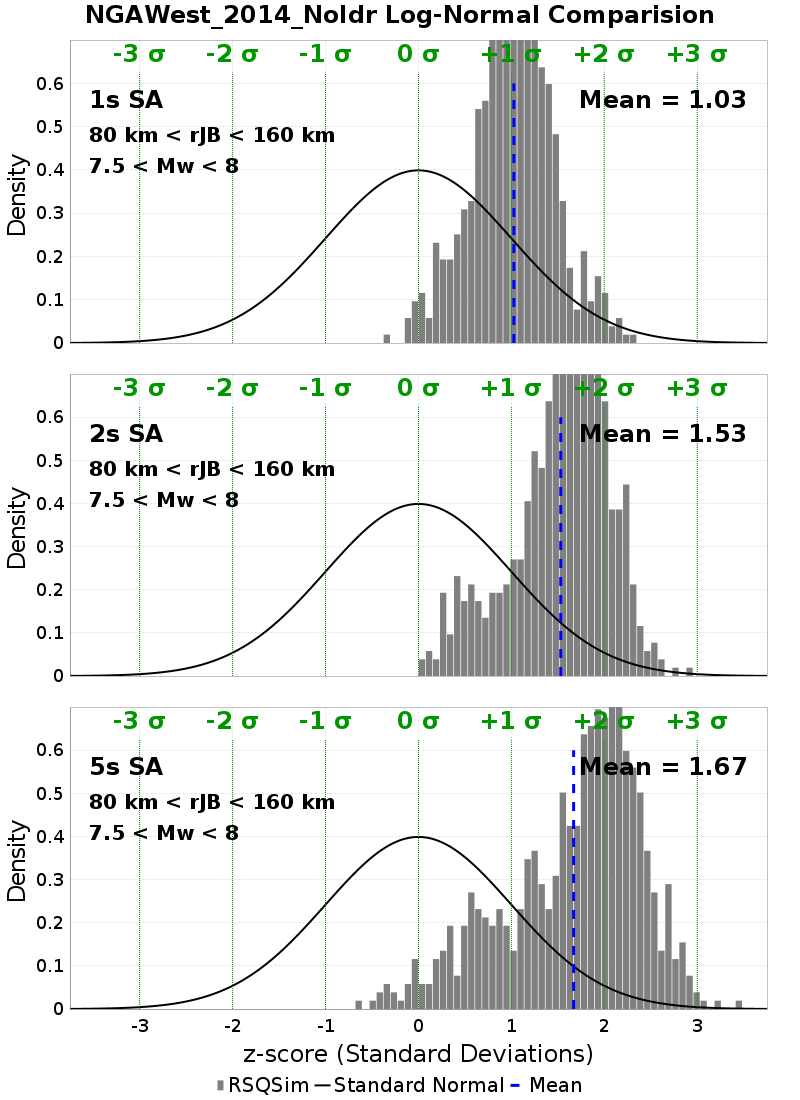 NGAWest_2014_NoIdr Log-Normal Comparision
-3 σ -2 σ -1 σ 0 σ +1 σ +2 σ +3 σ
1s SA Mean = 1.03
80 km < rJB < 160 km
7.5 < Mw < 8
Density
0.6
0.5
0.4
0.3
0.2
0.1
0
-3 σ -2 σ -1 σ 0 σ +1 σ +2 σ +3 σ
2s SA Mean = 1.53
80 km < rJB < 160 km
7.5 < Mw < 8
Density
0.6
0.5
0.4
0.3
0.2
0.1
0
-3 σ -2 σ -1 σ 0 σ +1 σ +2 σ +3 σ
5s SA Mean = 1.67
80 km < rJB < 160 km
7.5 < Mw < 8
Density
0.6
0.5
0.4
0.3
0.2
0.1
0
-3 -2 -1 0 1 2 3
z-score (Standard Deviations)
RSQSim Standard Normal Mean